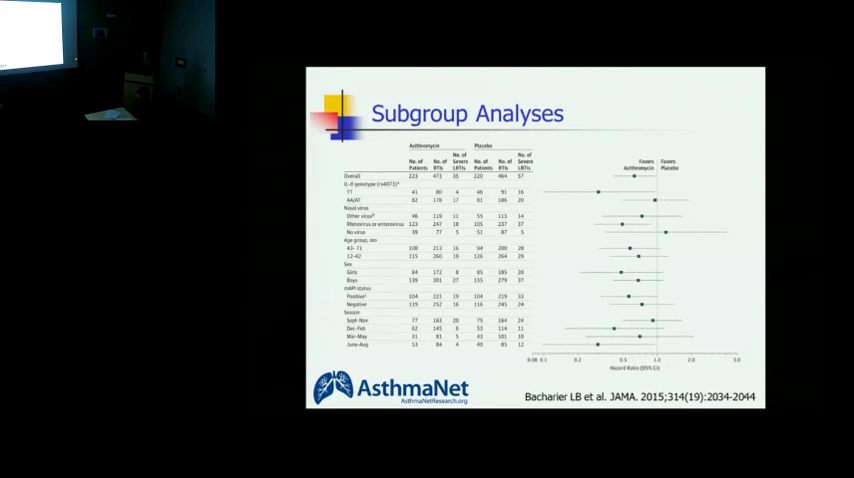 Subgroup Analyses
Azithromycin Placebo
No. of Patients No. of RTIs No. of Severe LRTIs No. of Patients No. of RTIs No. of Severe LRTIs
Favors Azithromycin Favors Placebo
Overall 223 473 35 220 464 57
IL-8 genotype (rs4073)a
TT 41 80 4 46 91 16
AA/AT 82 178 17 81 186 20
Nasal virus
Other virusb 46 119 11 55 113 14
Rhinovirus or enterovirus 123 247 18 105 237 37
No virus 39 77 5 51 87 5
Age group, mo
43-71 108 213 16 94 200 28
12-42 115 260 19 126 264 29
Sex
Girls 84 172 8 85 185 20
Boys 139 301 27 135 279 37
mAPI status
Positivec 104 221 19 104 219 33
Negative 119 252 16 116 245 24
Season
Sept-Nov 77 163 20 75 164 24
Dec-Feb 62 145 6 53 114 11
Mar-May 31 81 5 43 101 10
June-Aug 53 84 4 49 85 12
0.08 0.1 0.2 0.5 1.0 2.0 5.0
Hazard Ratio (95% CI)
AsthmaNet
AsthmaNetResearch.org
Bacharier LB et al. JAMA. 2015;314(19):2034-2044